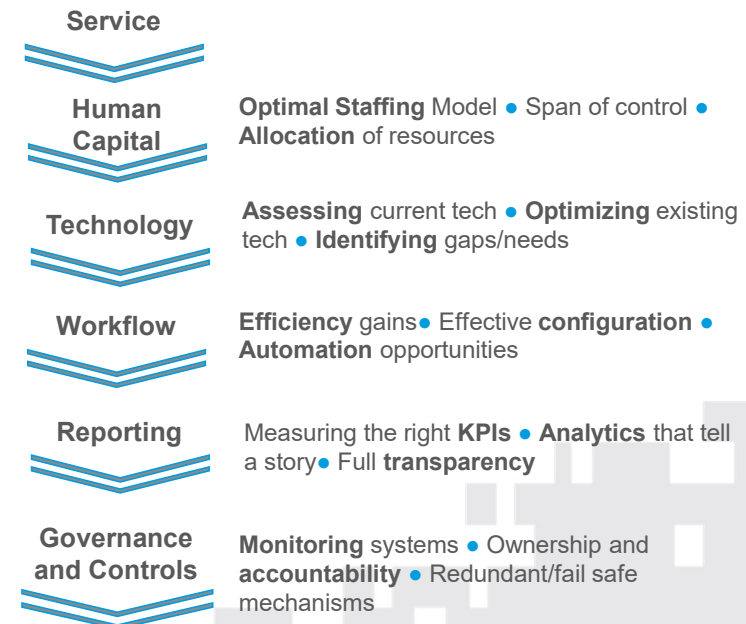 Service
Human
Capital
Optimal Staffing Model ● Span of control ●
Allocation of resources
Technology
Assessing current tech ● Optimizing existing
tech ● Identifying gaps/needs
Workflow
Efficiency gains● Effective configuration ●
Automation opportunities
Reporting
Measuring the right KPIs ● Analytics that tell
a story● Full transparency
Governance
and Controls
Monitoring systems ● Ownership and
accountability ● Redundant/fail safe
mechanisms